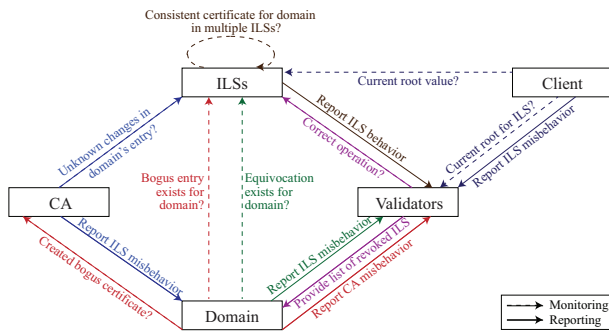 Consistent certificate for domain
in multiple ILSs?
ILSs
Current root value?
Client
Unknown changes in
domain's entry?
Report ILS behavior
Correct operation?
Current root for ILS?
Report ILS misbehavior
Bogus entry
exists for
domain?
Equivocation
exists for
domain?
CA
Validators
Report ILS misbehavior
Created bogus certificate?
Report ILS misbehavior
Provide list of revoked ILS
Report CA misbehavior
Domain
Monitoring
Reporting